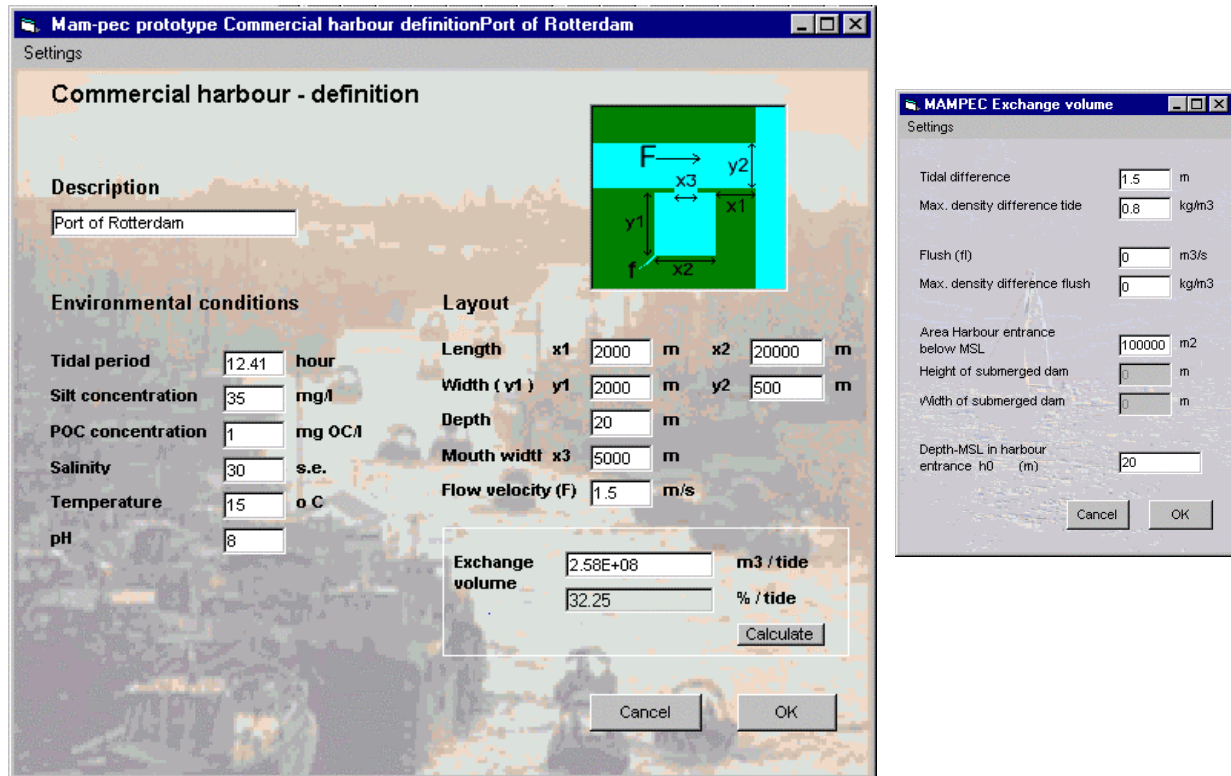 Mam-pec prototype Commercial harbour definitionPort of Rotterdam
Settings
Commercial harbour - definition
F
x3
y2
y1
x1
f
x2
Description
Port of Rotterdam
Environmental conditions
Tidal period 12.41 hour
Silt concentration 35 mg/l
POC concentration 1 mg OC/l
Salinity 30 s.e.
Temperature 15 o C
pH 8
Layout
Length x1 2000 m x2 20000 m
Width ( y1 ) y1 2000 m y2 500 m
Depth 20 m
Mouth width x3 5000 m
Flow velocity (F) 1.5 m/s
Exchange volume 2.58E+08 m3 / tide
32.25 % / tide
Calculate
Cancel OK
MAMPEC Exchange volume
Settings
Tidal difference 1.5 m
Max. density difference tide 0.8 kg/m3
Flush (fl) 0 m3/s
Max. density difference flush 0 kg/m3
Area Harbour entrance
below MSL 100000 m2
Height of submerged dam 0 m
Width of submerged dam 0 m
Depth-MSL in harbour
entrance h0 (m) 20
Cancel OK